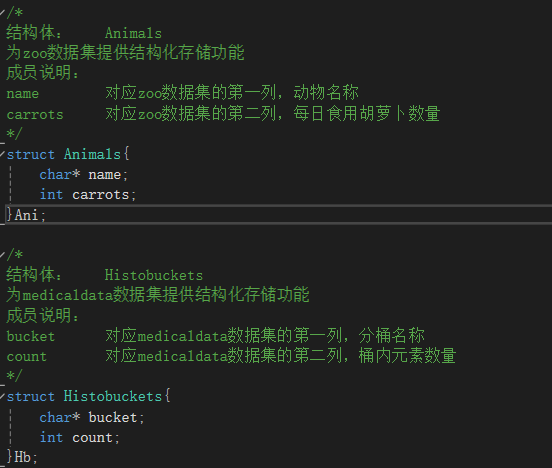 /*
结构体：    Animals
为zoo数据集提供结构化存储功能
成员说明：
name        对应zoo数据集的第一列，动物名称
carrots     对应zoo数据集的第二列，每日食用胡萝卜数量
*/
struct Animals{
    char* name;
    int carrots;
}Ani;
/*
结构体：    Histobuckets
为medicaldata数据集提供结构化存储功能
成员说明：
bucket      对应medicaldata数据集的第一列，分桶名称
count       对应medicaldata数据集的第二列，桶内元素数量
*/
struct Histobuckets{
    char* bucket;
    int count;
}Hb;